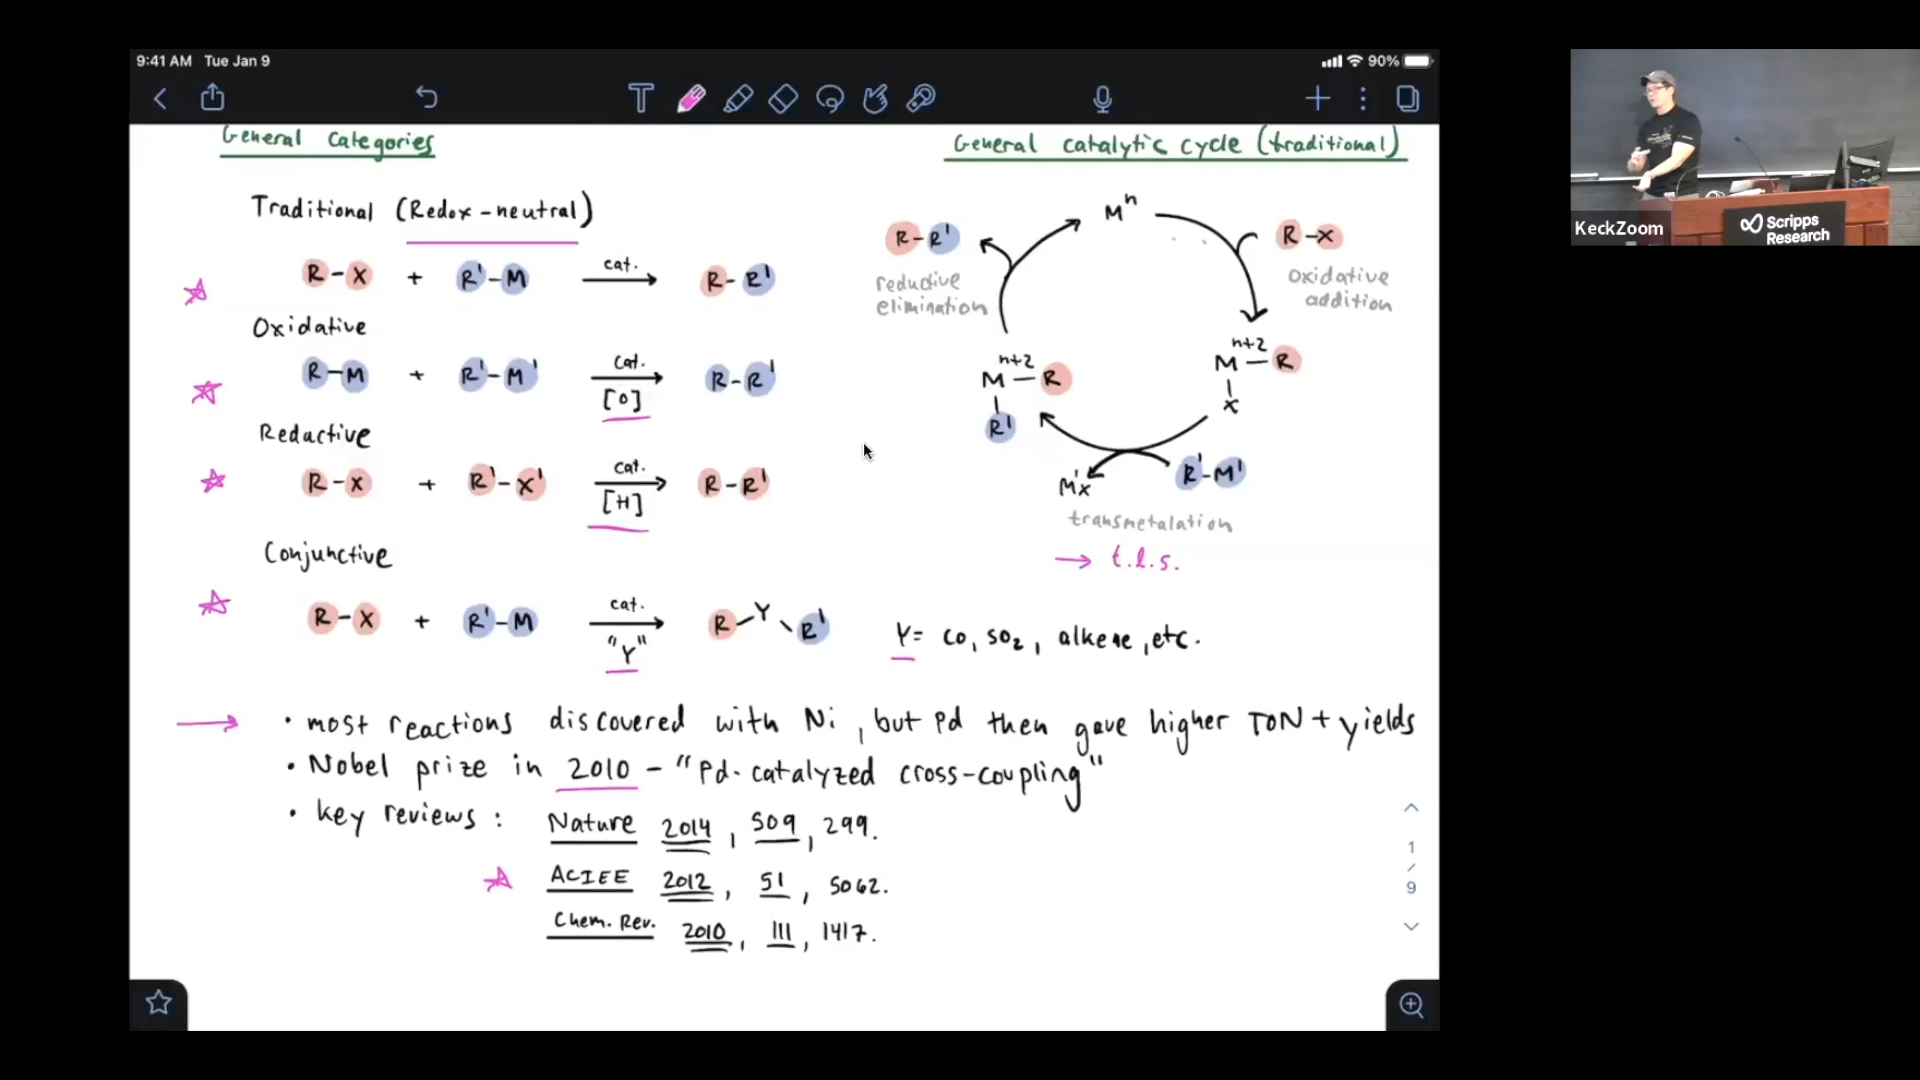 9:41 AM Tue Jan 9
90%
General Categories
Traditional (Redox-neutral)
R-X + R'-M cat. R-R'
Oxidative
R-M + R'-M' cat. [O] R-R'
Reductive
R-X + R'-X' cat. [H] R-R'
Conjunctive
R-X + R'-M cat. "Y" R-Y-R'
Y= CO, SO2, alkene, etc.
General catalytic cycle (traditional)
Mⁿ
R-R'
R-X
reductive elimination
oxidative addition
n+2
M-R
X
n+2
M-R
R'
M'X
R'-M'
transmetalation
→ t.l.s.
→ • most reactions discovered with Ni, but Pd then gave higher TON + yields
• Nobel prize in 2010 - "Pd-catalyzed cross-coupling"
• key reviews: Nature 2014, 509, 299.
ACIEE 2012, 51, 5062.
Chem. Rev. 2010, 111, 1417.
1
/
9
KeckZoom
Scripps
Research